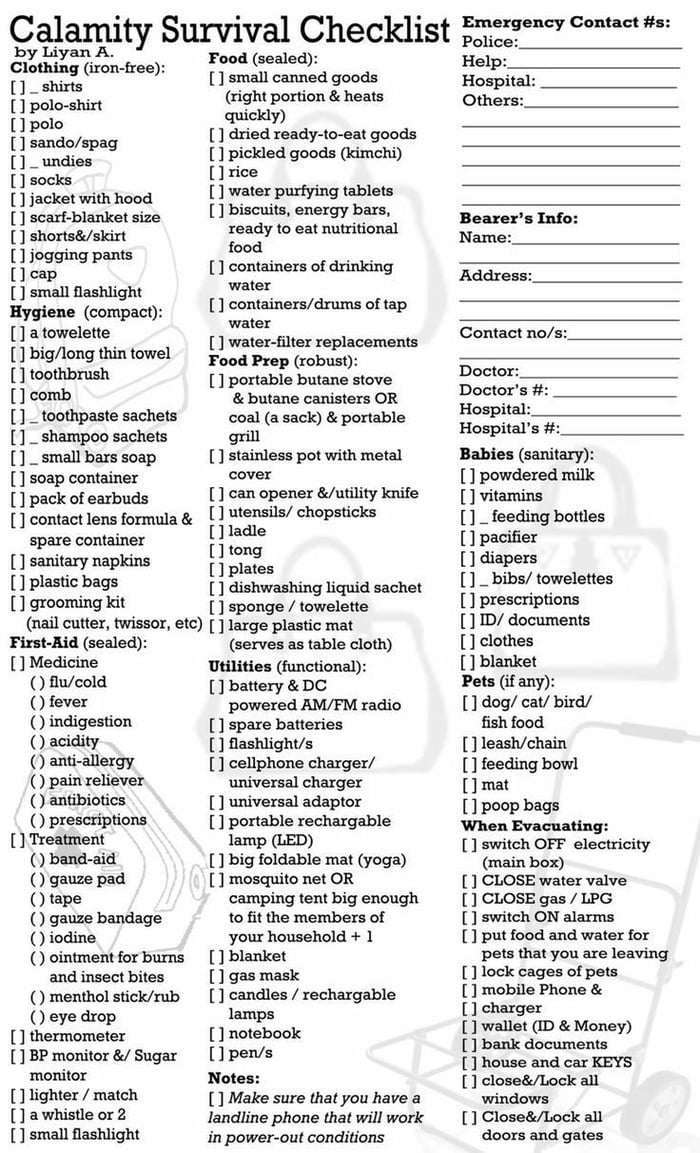 Calamity Survival Checklist
by Liyan A.
Clothing (iron-free):
[ ] _ shirts
[ ] polo-shirt
[ ] polo
[ ] sando/spag
[ ] _ undies
[ ] socks
[ ] jacket with hood
[ ] scarf-blanket size
[ ] shorts&/skirt
[ ] jogging pants
[ ] cap
[ ] small flashlight
Hygiene (compact):
[ ] a towelette
[ ] big/long thin towel
[ ] toothbrush
[ ] comb
[ ] _ toothpaste sachets
[ ] _ shampoo sachets
[ ] _ small bars soap
[ ] soap container
[ ] pack of earbuds
[ ] contact lens formula &
spare container
[ ] sanitary napkins
[ ] plastic bags
[ ] grooming kit
(nail cutter, twissor, etc)
First-Aid (sealed):
[ ] Medicine
( ) flu/cold
( ) fever
( ) indigestion
( ) acidity
( ) anti-allergy
( ) pain reliever
( ) antibiotics
( ) prescriptions
[ ] Treatment
( ) band-aid
( ) gauze pad
( ) tape
( ) gauze bandage
( ) iodine
( ) ointment for burns
and insect bites
( ) menthol stick/rub
( ) eye drop
[ ] thermometer
[ ] BP monitor &/ Sugar
monitor
[ ] lighter / match
[ ] a whistle or 2
[ ] small flashlight
Food (sealed):
[ ] small canned goods
(right portion & heats
quickly)
[ ] dried ready-to-eat goods
[ ] pickled goods (kimchi)
[ ] rice
[ ] water purfying tablets
[ ] biscuits, energy bars,
ready to eat nutritional
food
[ ] containers of drinking
water
[ ] containers/drums of tap
water
[ ] water-filter replacements
Food Prep (robust):
[ ] portable butane stove
& butane canisters OR
coal (a sack) & portable
grill
[ ] stainless pot with metal
cover
[ ] can opener &/utility knife
[ ] utensils/ chopsticks
[ ] ladle
[ ] tong
[ ] plates
[ ] dishwashing liquid sachet
[ ] sponge / towelette
[ ] large plastic mat
(serves as table cloth)
Utilities (functional):
[ ] battery & DC
powered AM/FM radio
[ ] spare batteries
[ ] flashlight/s
[ ] cellphone charger/
universal charger
[ ] universal adaptor
[ ] portable rechargable
lamp (LED)
[ ] big foldable mat (yoga)
[ ] mosquito net OR
camping tent big enough
to fit the members of
your household + 1
[ ] blanket
[ ] gas mask
[ ] candles / rechargable
lamps
[ ] notebook
[ ] pen/s
Notes:
[ ] Make sure that you have a
landline phone that will work
in power-out conditions
Emergency Contact #s:
Police:
Help:
Hospital:
Others:
Bearer's Info:
Name:
Address:
Contact no/s:
Doctor:
Doctor's #:
Hospital:
Hospital's #:
Babies (sanitary):
[ ] powdered milk
[ ] vitamins
[ ] _ feeding bottles
[ ] pacifier
[ ] diapers
[ ] _ bibs/ towelettes
[ ] prescriptions
[ ] ID/ documents
[ ] clothes
[ ] blanket
Pets (if any):
[ ] dog/ cat/ bird/
fish food
[ ] leash/chain
[ ] feeding bowl
[ ] mat
[ ] poop bags
When Evacuating:
[ ] switch OFF electricity
(main box)
[ ] CLOSE water valve
[ ] CLOSE gas / LPG
[ ] switch ON alarms
[ ] put food and water for
pets that you are leaving
[ ] lock cages of pets
[ ] mobile Phone &
[ ] charger
[ ] wallet (ID & Money)
[ ] bank documents
[ ] house and car KEYS
[ ] close&/Lock all
windows
[ ] Close&/Lock all
doors and gates